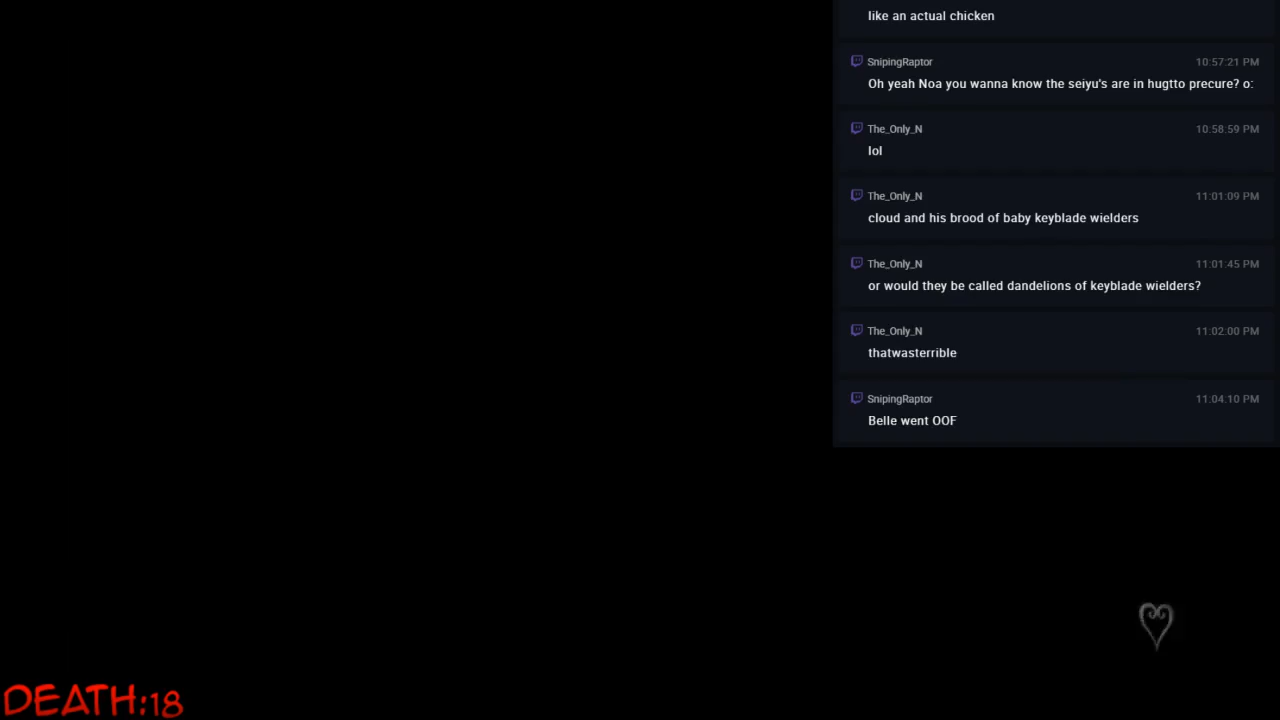 like an actual chicken
SnipingRaptor 10:57:21 PM
Oh yeah Noa you wanna know the seiyu's are in hugtto precure? o:
The_Only_N 10:58:59 PM
lol
The_Only_N 11:01:09 PM
cloud and his brood of baby keyblade wielders
The_Only_N 11:01:45 PM
or would they be called dandelions of keyblade wielders?
The_Only_N 11:02:00 PM
thatwasterrible
SnipingRaptor 11:04:10 PM
Belle went OOF
DEATH:18